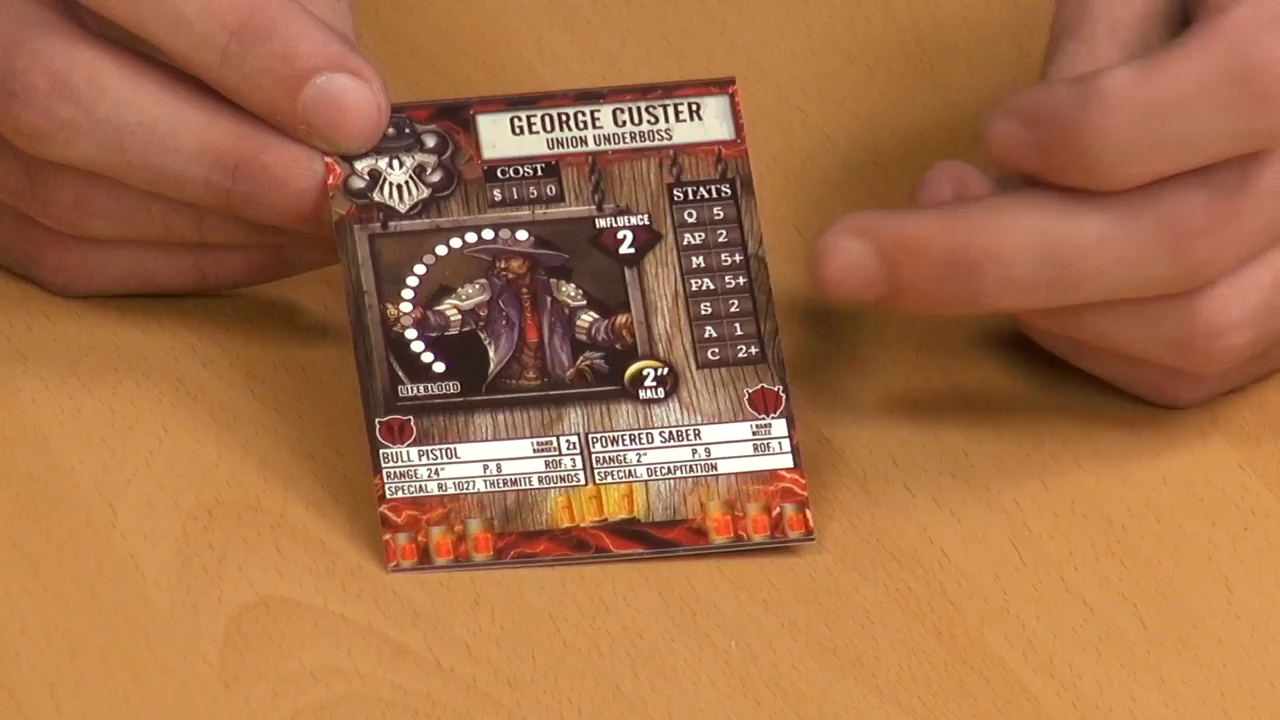 GEORGE CUSTER
UNION UNDERBOSS
COST
$150
INFLUENCE
2
STATS
Q 5
AP 2
M 5+
PA 5+
S 2
A 1
C 2+
LIFEBLOOD
2"
HALO
BULL PISTOL 1 HAND RANGED 2x
RANGE: 24" P: 8 ROF: 3
SPECIAL: RJ-1027, THERMITE ROUNDS
POWERED SABER 1 HAND MELEE
RANGE: 2" P: 9 ROF: 1
SPECIAL: DECAPITATION